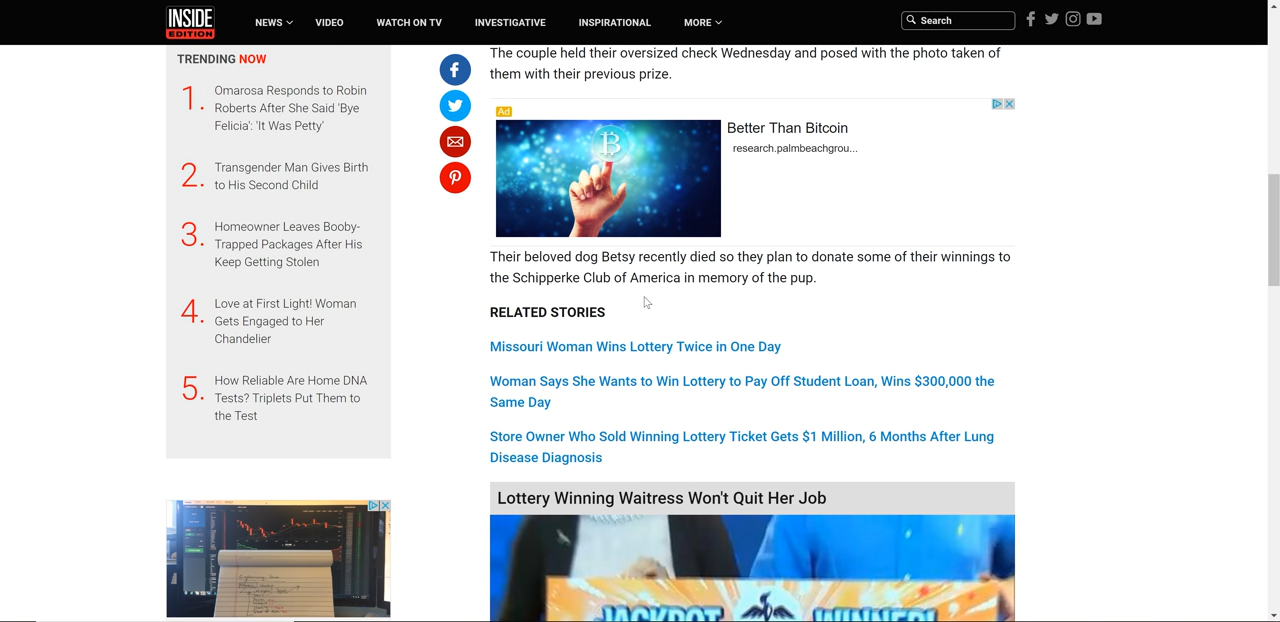 INSIDE
EDITION
NEWS
VIDEO
WATCH ON TV
INVESTIGATIVE
INSPIRATIONAL
MORE
Search
TRENDING NOW
1.
Omarosa Responds to Robin
Roberts After She Said 'Bye
Felicia': 'It Was Petty'
2.
Transgender Man Gives Birth
to His Second Child
3.
Homeowner Leaves Booby-
Trapped Packages After His
Keep Getting Stolen
4.
Love at First Light! Woman
Gets Engaged to Her
Chandelier
5.
How Reliable Are Home DNA
Tests? Triplets Put Them to
the Test
The couple held their oversized check Wednesday and posed with the photo taken of
them with their previous prize.
Ad
Better Than Bitcoin
research.palmbeachgrou...
Their beloved dog Betsy recently died so they plan to donate some of their winnings to
the Schipperke Club of America in memory of the pup.
RELATED STORIES
Missouri Woman Wins Lottery Twice in One Day
Woman Says She Wants to Win Lottery to Pay Off Student Loan, Wins $300,000 the
Same Day
Store Owner Who Sold Winning Lottery Ticket Gets $1 Million, 6 Months After Lung
Disease Diagnosis
Lottery Winning Waitress Won't Quit Her Job
JACKPOT WINNER!